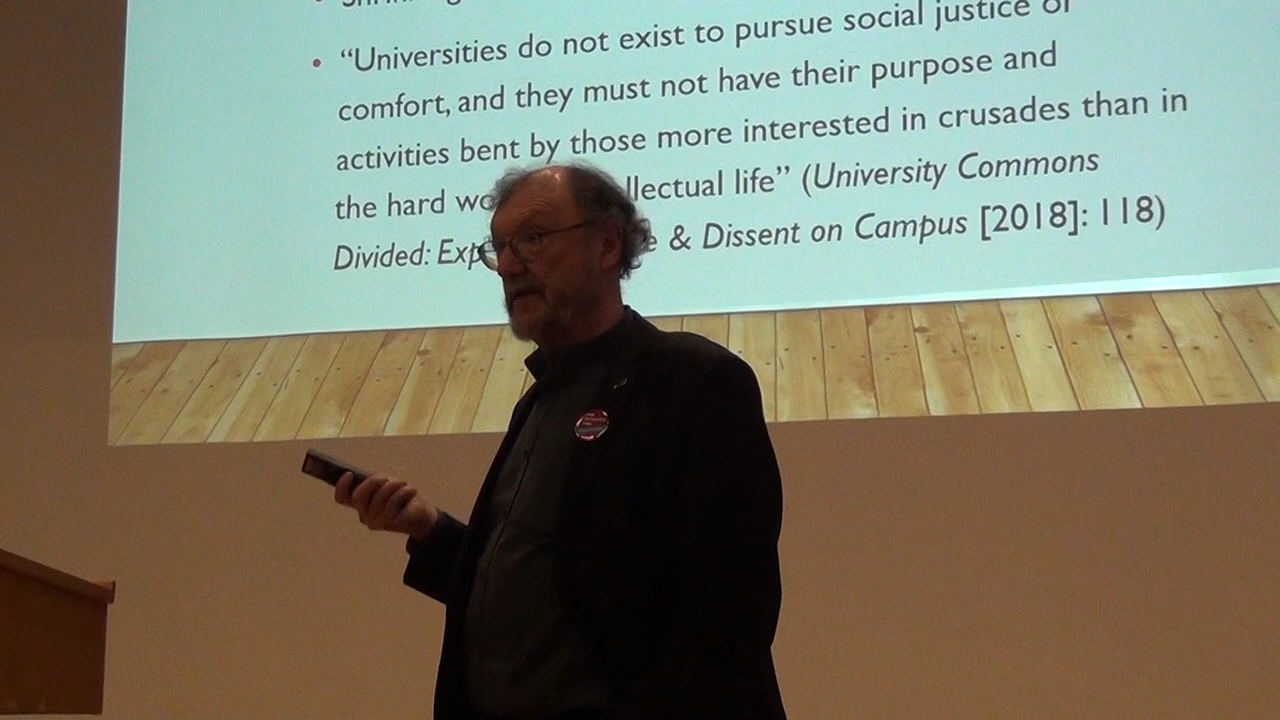 • “Universities do not exist to pursue social justice or
comfort, and they must not have their purpose and
activities bent by those more interested in crusades than in
the hard wo llectual life” (University Commons
Divided: Exp e & Dissent on Campus [2018]: 118)